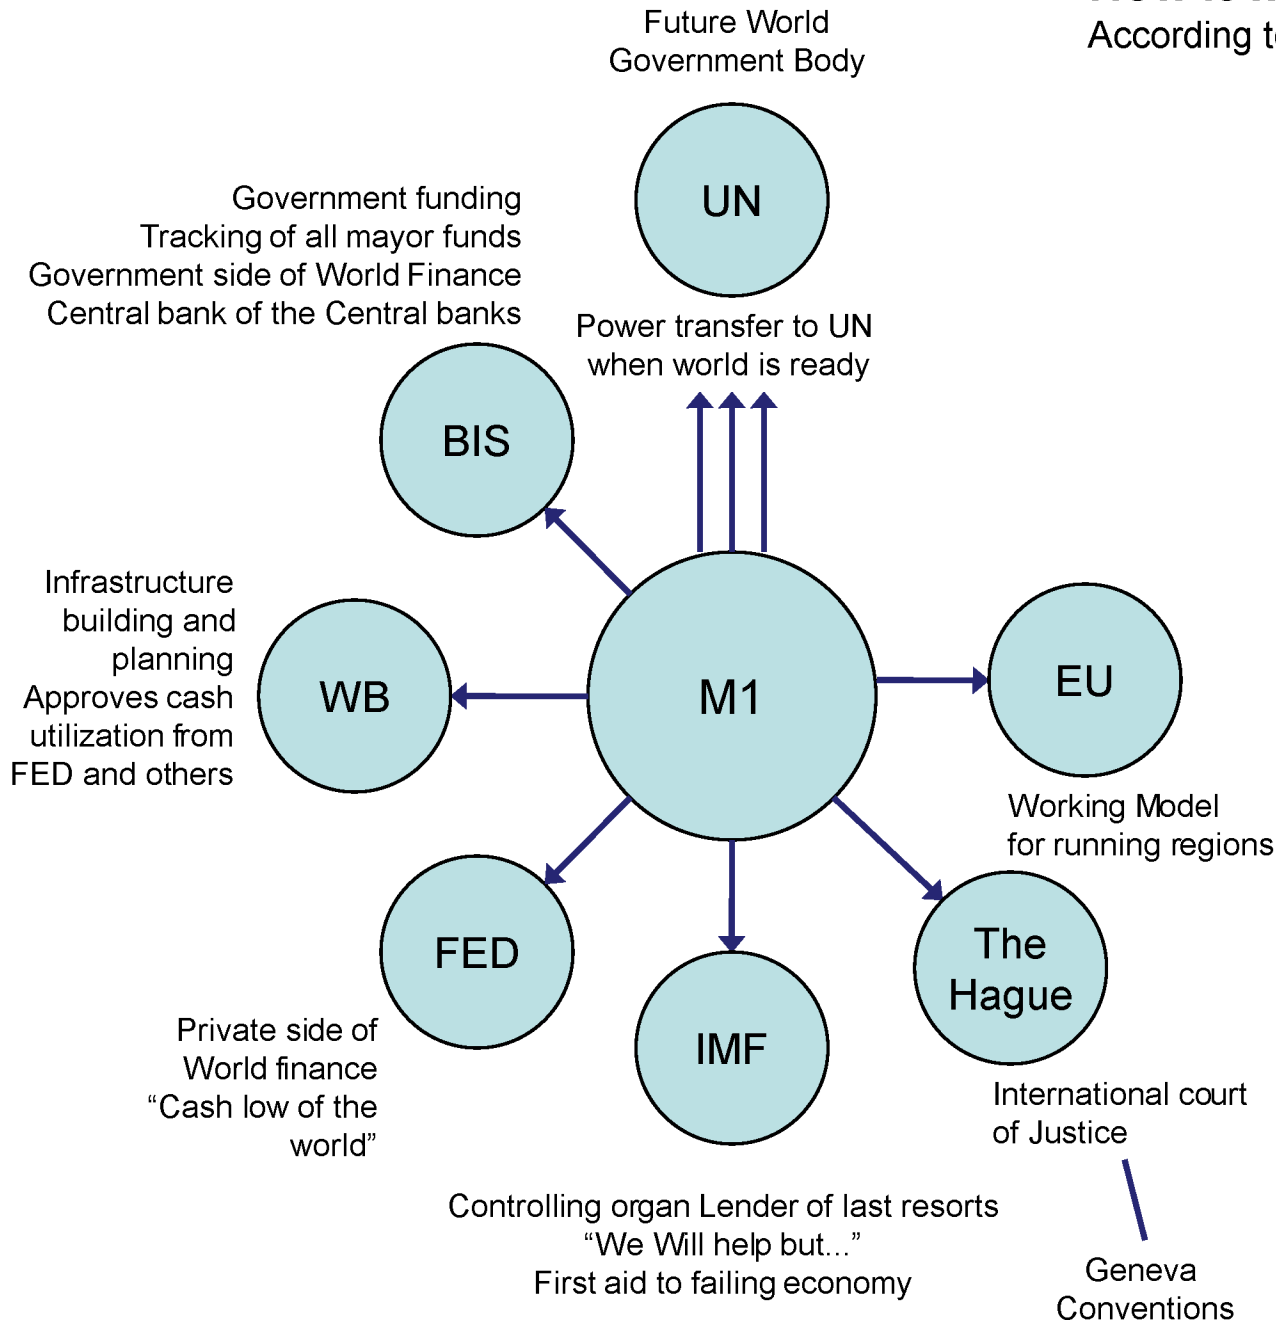 According to
Future World
Government Body
UN
Power transfer to UN
when world is ready
Government funding
Tracking of all mayor funds
Government side of World Finance
Central bank of the Central banks
BIS
Infrastructure
building and
planning
Approves cash
utilization from
FED and others
WB
M1
EU
Working Model
for running regions
FED
Private side of
World finance
“Cash low of the
world”
IMF
Controlling organ Lender of last resorts
“We Will help but...”
First aid to failing economy
The
Hague
International court
of Justice
Geneva
Conventions